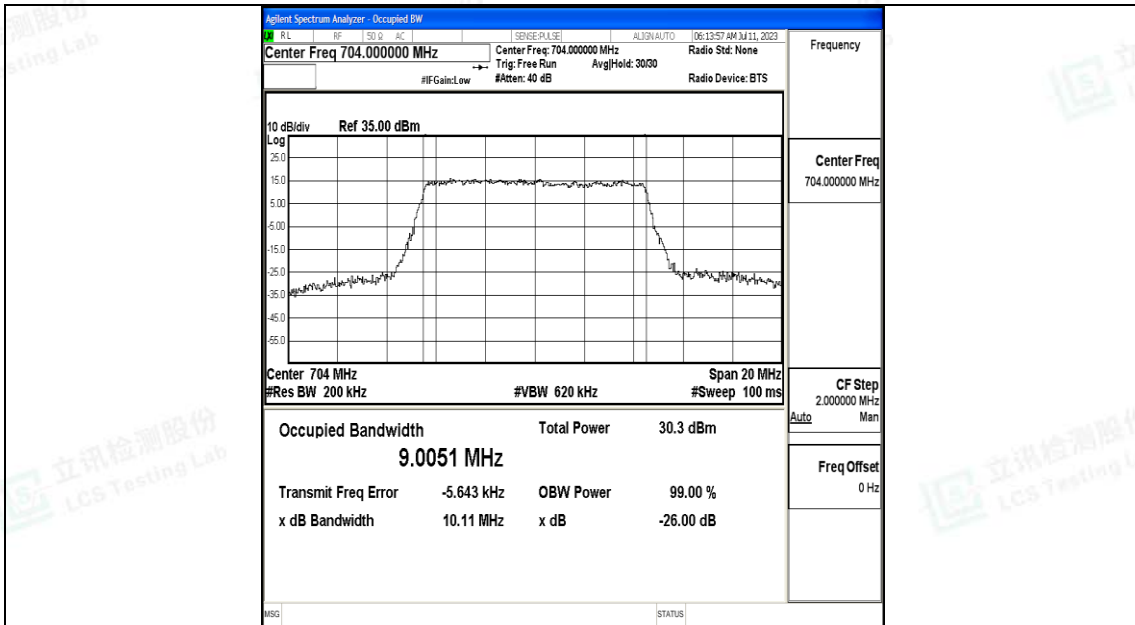 Agilent Spectrum Analyzer - Occupied BW
RL RF 50 Ω AC SENSE:PULSE ALIGNAUTO 06:13:57 AM Jul 11, 2023
Center Freq 704.000000 MHz
Center Freq: 704.000000 MHz Radio Std: None
Trig: Free Run Avg|Hold: 30/30
#IFGain:Low #Atten: 40 dB Radio Device: BTS
Frequency
10 dB/div Ref 35.00 dBm
Log
25.0
15.0
5.00
-5.00
-15.0
-25.0
-35.0
-45.0
-55.0
Center Freq
704.000000 MHz
Center 704 MHz Span 20 MHz
#Res BW 200 kHz #VBW 620 kHz #Sweep 100 ms
CF Step
2.000000 MHz
Auto Man
Occupied Bandwidth Total Power 30.3 dBm
9.0051 MHz
Transmit Freq Error -5.643 kHz OBW Power 99.00 %
x dB Bandwidth 10.11 MHz x dB -26.00 dB
Freq Offset
0 Hz
MSG STATUS
立讯检测股份
LCS Testing Lab